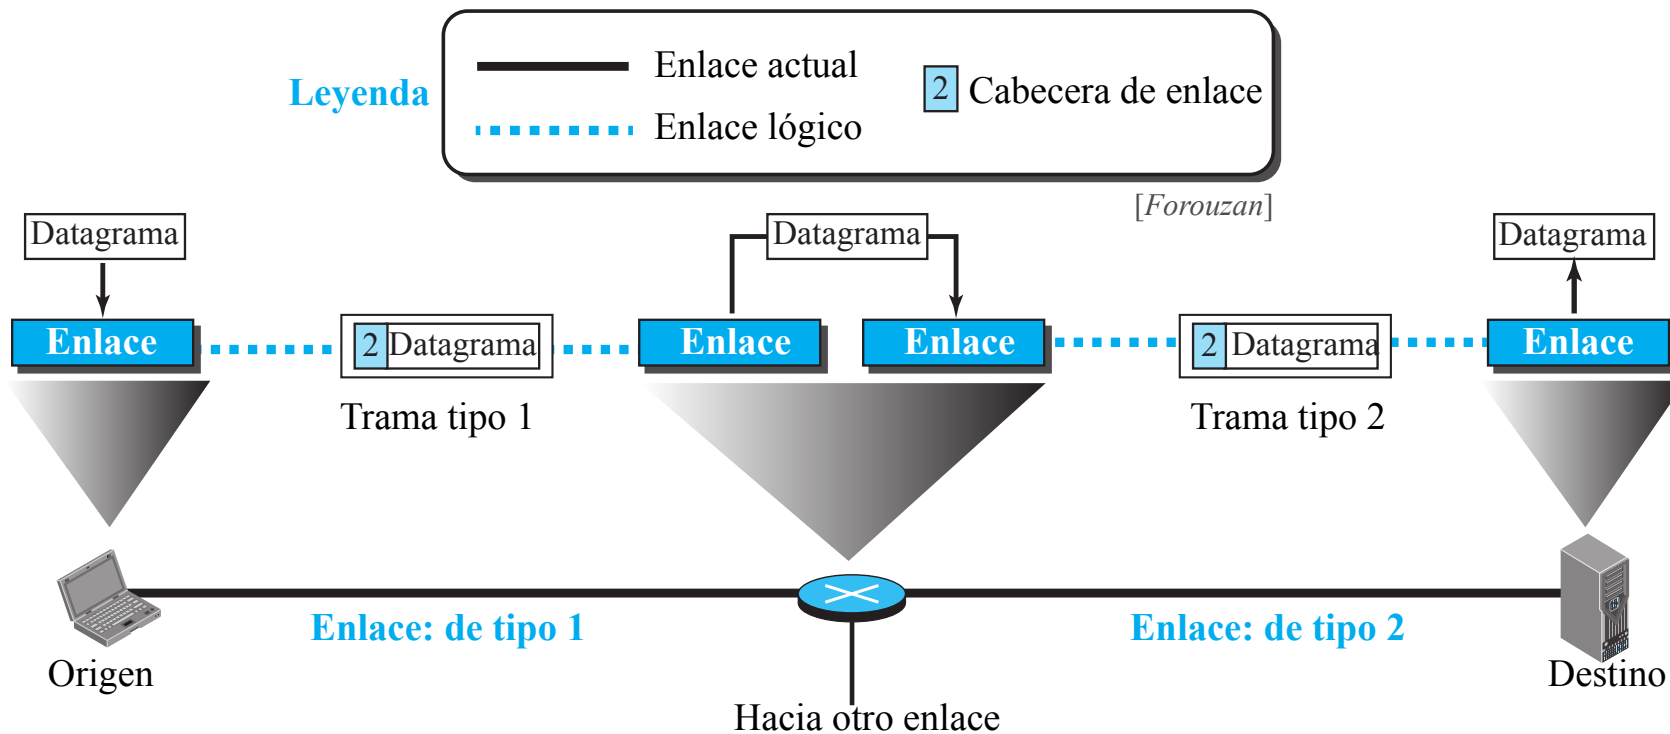 Leyenda
Enlace actual
2 Cabecera de enlace
Enlace lógico
[Forouzan]
Datagrama
Datagrama
Datagrama
Enlace
2 Datagrama
Enlace
Enlace
2 Datagrama
Enlace
Trama tipo 1
Trama tipo 2
Enlace: de tipo 1
Enlace: de tipo 2
Origen
Destino
Hacia otro enlace